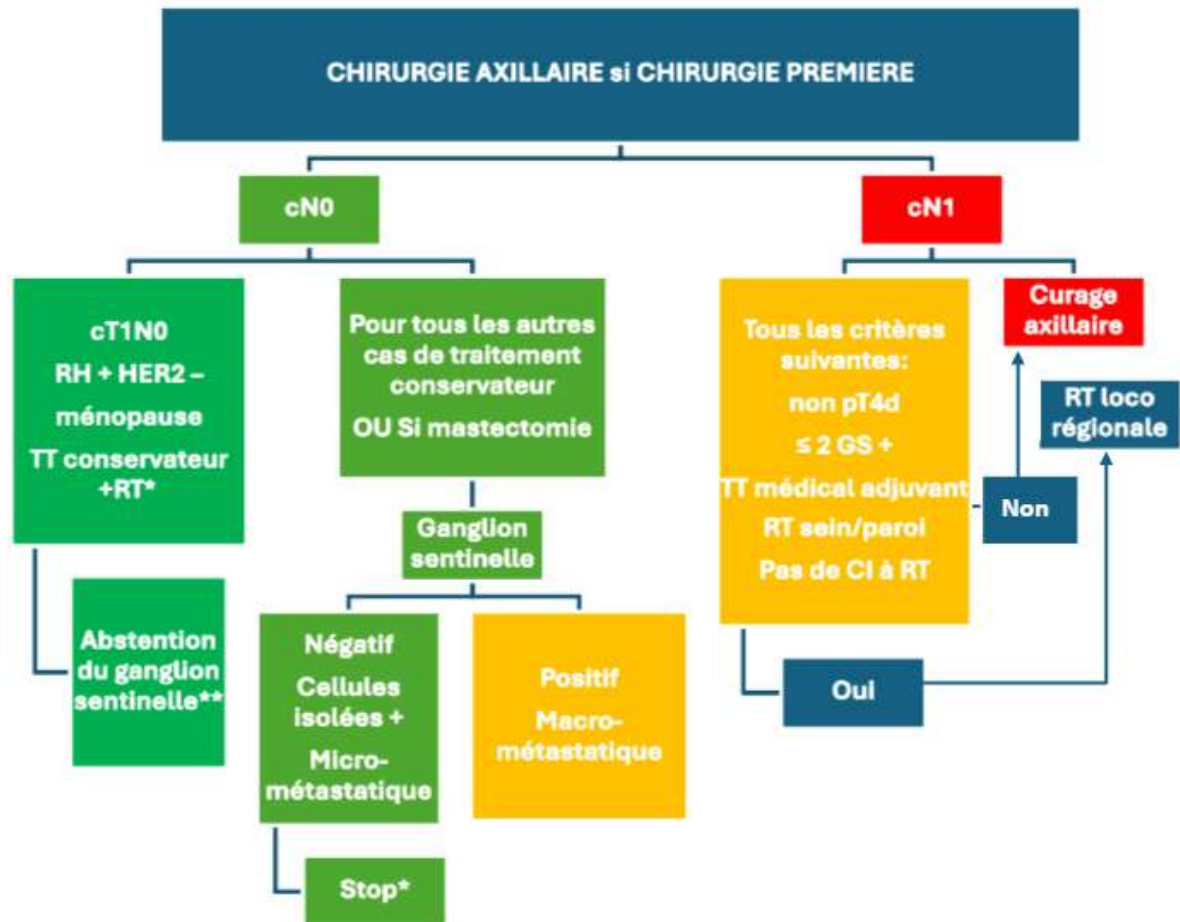 CHIRURGIE AXILLAIRE si CHIRURGIE PREMIERE
cN0
cN1
cT1N0
RH + HER2 –
ménopause
TT conservateur
+RT*
Pour tous les autres
cas de traitement
conservateur
OU Si mastectomie
Tous les critères
suivantes:
non pT4d
≤ 2 GS +
TT médical adjuvant
RT sein/paroi
Pas de CI à RT
Curage
axillaire
RT loco
régionale
Non
Ganglion
sentinelle
Abstention
du ganglion
sentinelle**
Négatif
Cellules
isolées +
Micro-
métastatique
Positif
Macro-
métastatique
Oui
Stop*